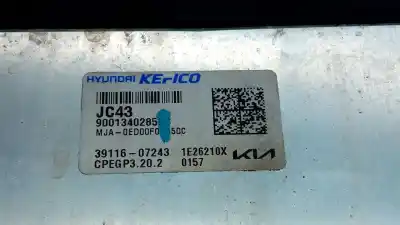 HYUNDAI KEFICO
JC43
9001340285
MJA-0ED00F0 50C
39116-07243 1E26210X KIA
CPEGP3.20.2 0157